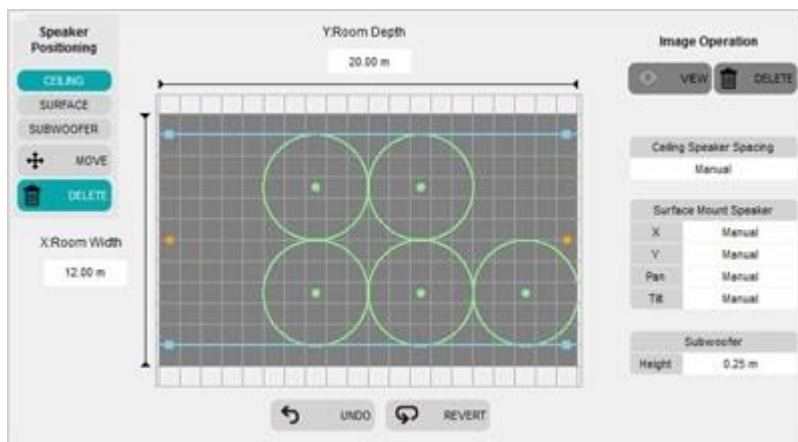 Speaker
Positioning
CEILING
SURFACE
SUBWOOFER
MOVE
DELETE
X:Room Width
12.00 m
Y:Room Depth
20.00 m
UNDO
REVERT
Image Operation
VIEW
DELETE
Ceiling Speaker Spacing
Manual
Surface Mount Speaker
X Manual
Y Manual
Pan Manual
Tilt Manual
Subwoofer
Height 0.25 m